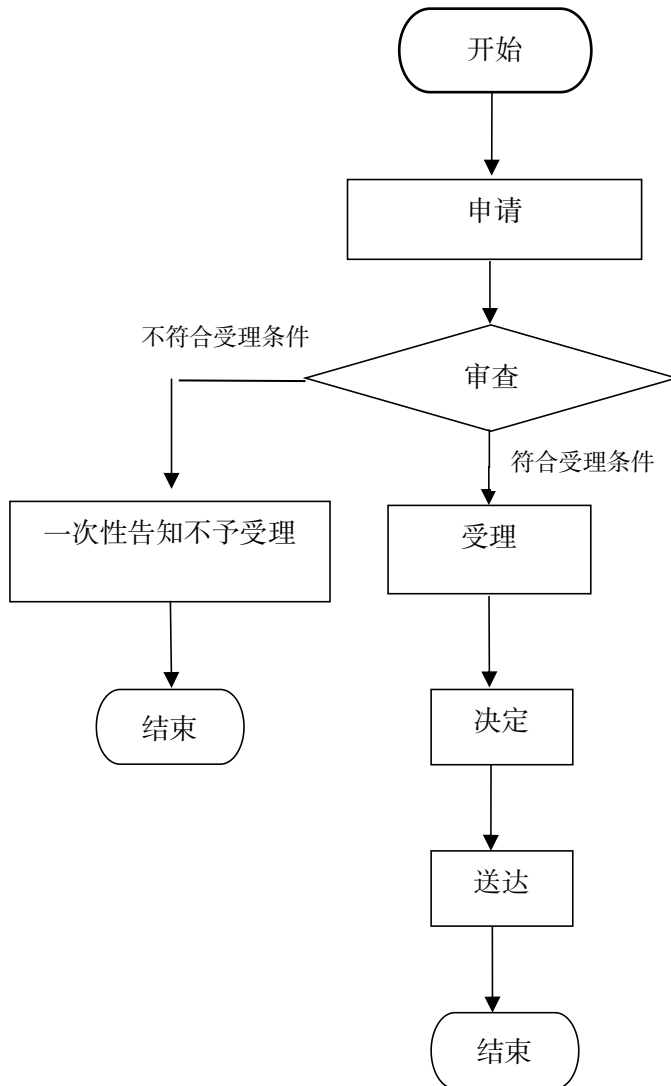 开始
申请
不符合受理条件
审查
符合受理条件
一次性告知不予受理
受理
结束
决定
送达
结束